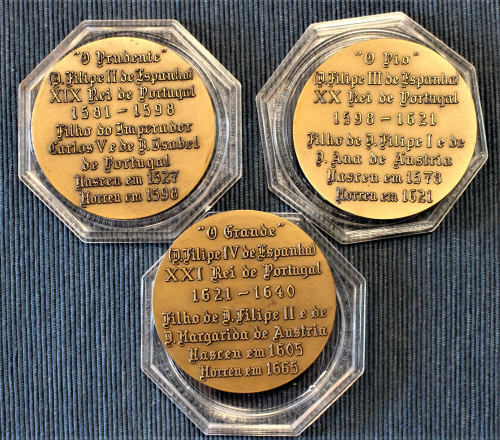 "O Prudente"
(D. Filipe II de Espanha)
XIX Rei de Portugal
1581 - 1598
Filho do Imperador
Carlos V e de D. Isabel
de Portugal
Nasceu em 1527
Morreu em 1598
"O Pio"
(D. Filipe III de Espanha)
XX Rei de Portugal
1598 - 1621
Filho de D. Filipe I e de
D. Ana de Austria
Nasceu em 1578
Morreu em 1621
"O Grande"
(D. Filipe IV de Espanha)
XXI Rei de Portugal
1621 - 1640
Filho de D. Filipe II e de
D. Margarida de Austria
Nasceu em 1605
Morreu em 1665